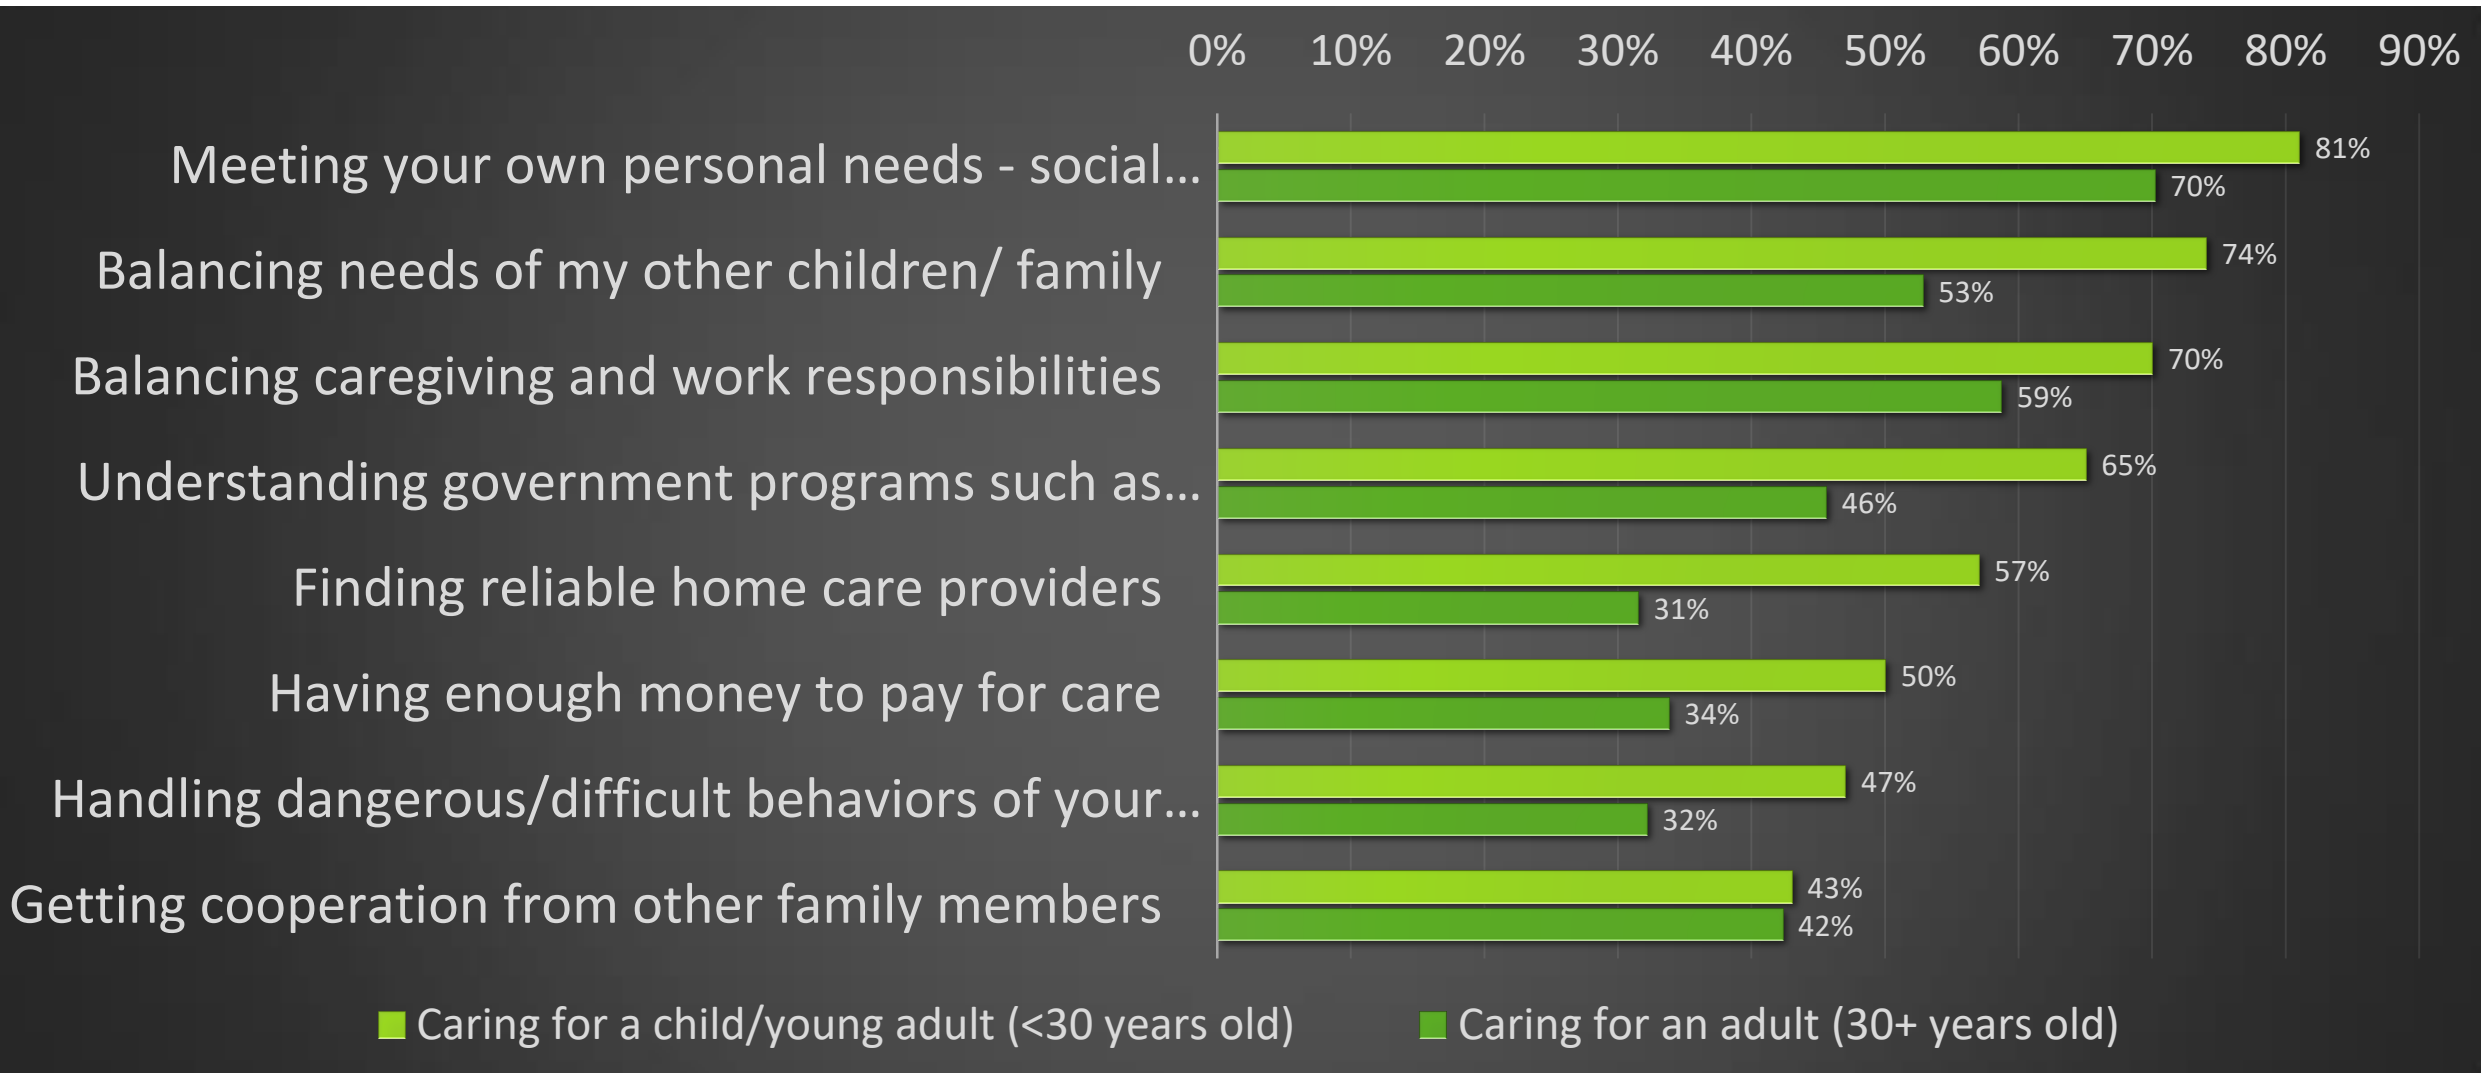 0% 10% 20% 30% 40% 50% 60% 70% 80% 90%
Meeting your own personal needs - social... 81%
70%
Balancing needs of my other children/ family 74%
53%
Balancing caregiving and work responsibilities 70%
59%
Understanding government programs such as... 65%
46%
Finding reliable home care providers 57%
31%
Having enough money to pay for care 50%
34%
Handling dangerous/difficult behaviors of your... 47%
32%
Getting cooperation from other family members 43%
42%
Caring for a child/young adult (<30 years old) Caring for an adult (30+ years old)